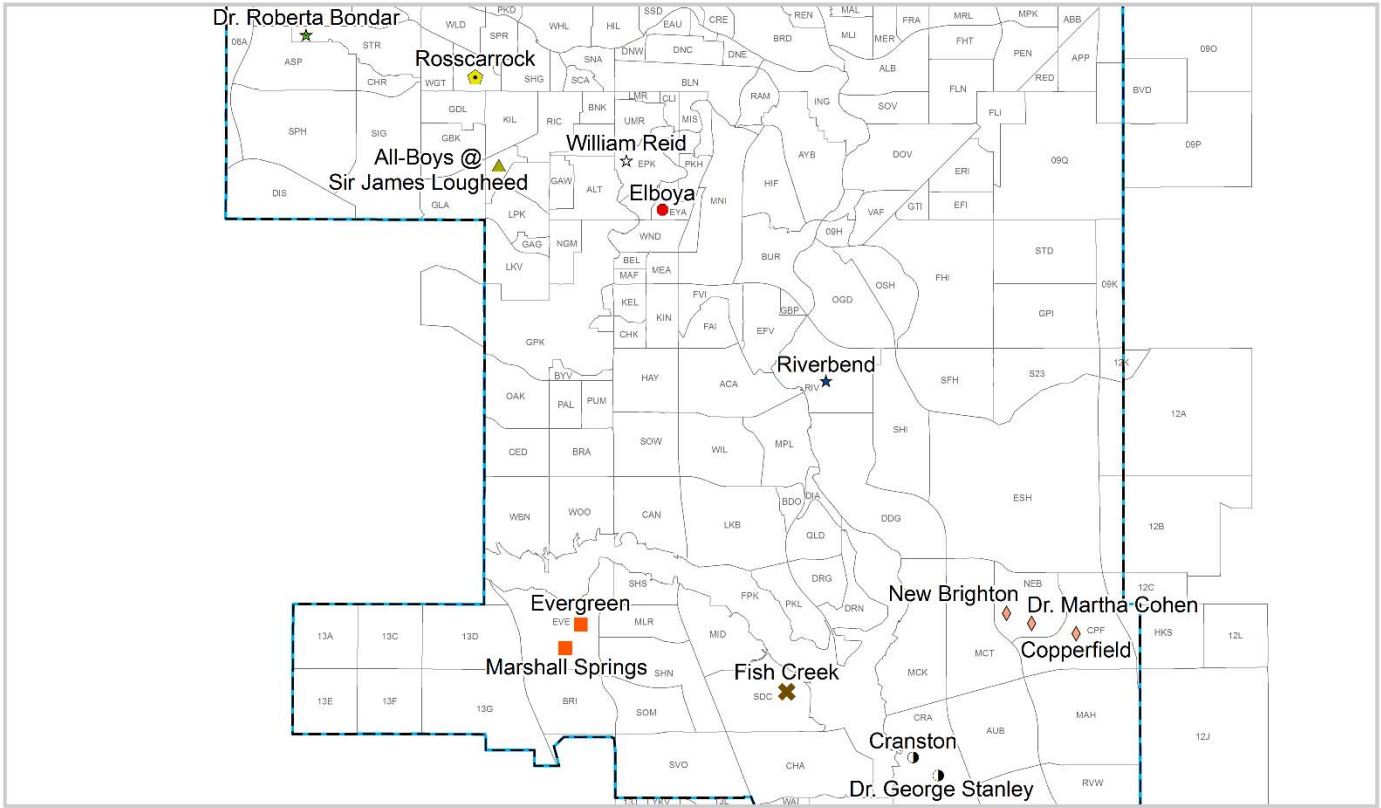 PKD
SSD
CRE
REN
MAL
MRL
MPK
ABB
Dr. Roberta Bondar
WLD
SPR
WHL
HIL
EAU
BRD
MLI
MER
FRA
FHT
PEN
APP
09O
08A
STR
ASP
Rosscarrock
SNA
DNW
DNC
DNE
ALB
RED
CHR
WGT
SHG
SCA
BLN
RAM
ING
SOV
FLN
FLI
BVD
LMR
CLI
GDL
KIL
RIC
BNK
UMR
MIS
SPH
SIG
GBK
William Reid
AYB
DOV
09Q
09P
All-Boys @
Sir James Lougheed
EPK
PKH
ERI
DIS
GLA
GAW
ALT
Elboya
EYA
MNI
HIF
VAF
GTI
EFI
LPK
GAG
NGM
WND
09H
BUR
STD
LKV
BEL
MAF
MEA
OSH
FHI
09K
KEL
FVI
OGD
GBP
GPI
KIN
FAI
EFV
CHK
GPK
Riverbend
12K
BYV
HAY
ACA
RIV
SFH
S23
OAK
PAL
PUM
12A
SHI
CED
BRA
SOW
WIL
MPL
BDO
DIA
ESH
WBN
WOO
CAN
LKB
DDG
12B
QLD
SHS
DRG
NEB
12C
Evergreen
FPK
PKL
DRN
New Brighton
Dr. Martha Cohen
13A
13C
13D
EVE
MLR
MID
CPF
HKS
12L
Marshall Springs
SHN
Fish Creek
MCK
MCT
Copperfield
13E
13F
13G
BRI
SOM
SDC
CRA
AUB
MAH
12J
Cranston
SVO
CHA
Dr. George Stanley
RVW